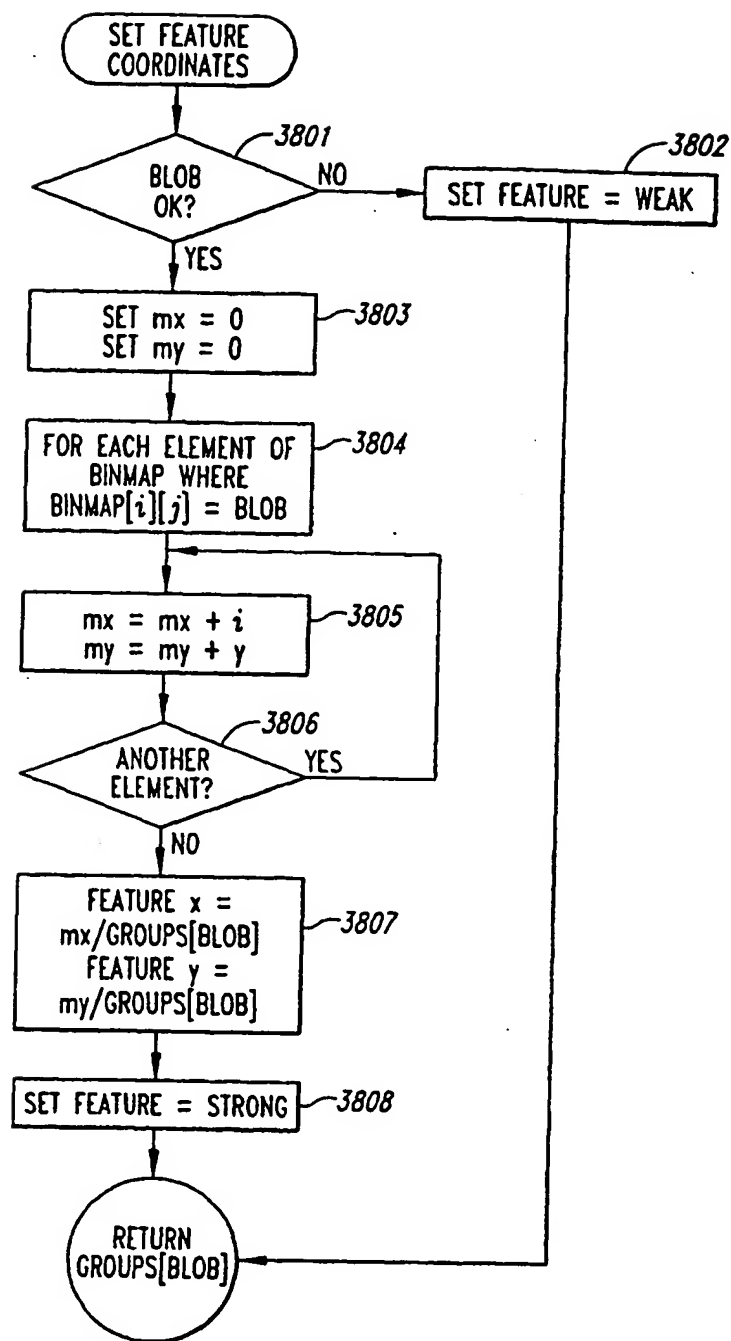 SET FEATURE
COORDINATES
3801
BLOB
OK?
NO
3802
SET FEATURE = WEAK
YES
SET mx = 0
SET my = 0
3803
FOR EACH ELEMENT OF
BINMAP WHERE
BINMAP[i][j] = BLOB
3804
mx = mx + i
my = my + y
3805
3806
ANOTHER
ELEMENT?
YES
NO
FEATURE x =
mx/GROUPS[BLOB]
FEATURE y =
my/GROUPS[BLOB]
3807
SET FEATURE = STRONG
3808
RETURN
GROUPS[BLOB]